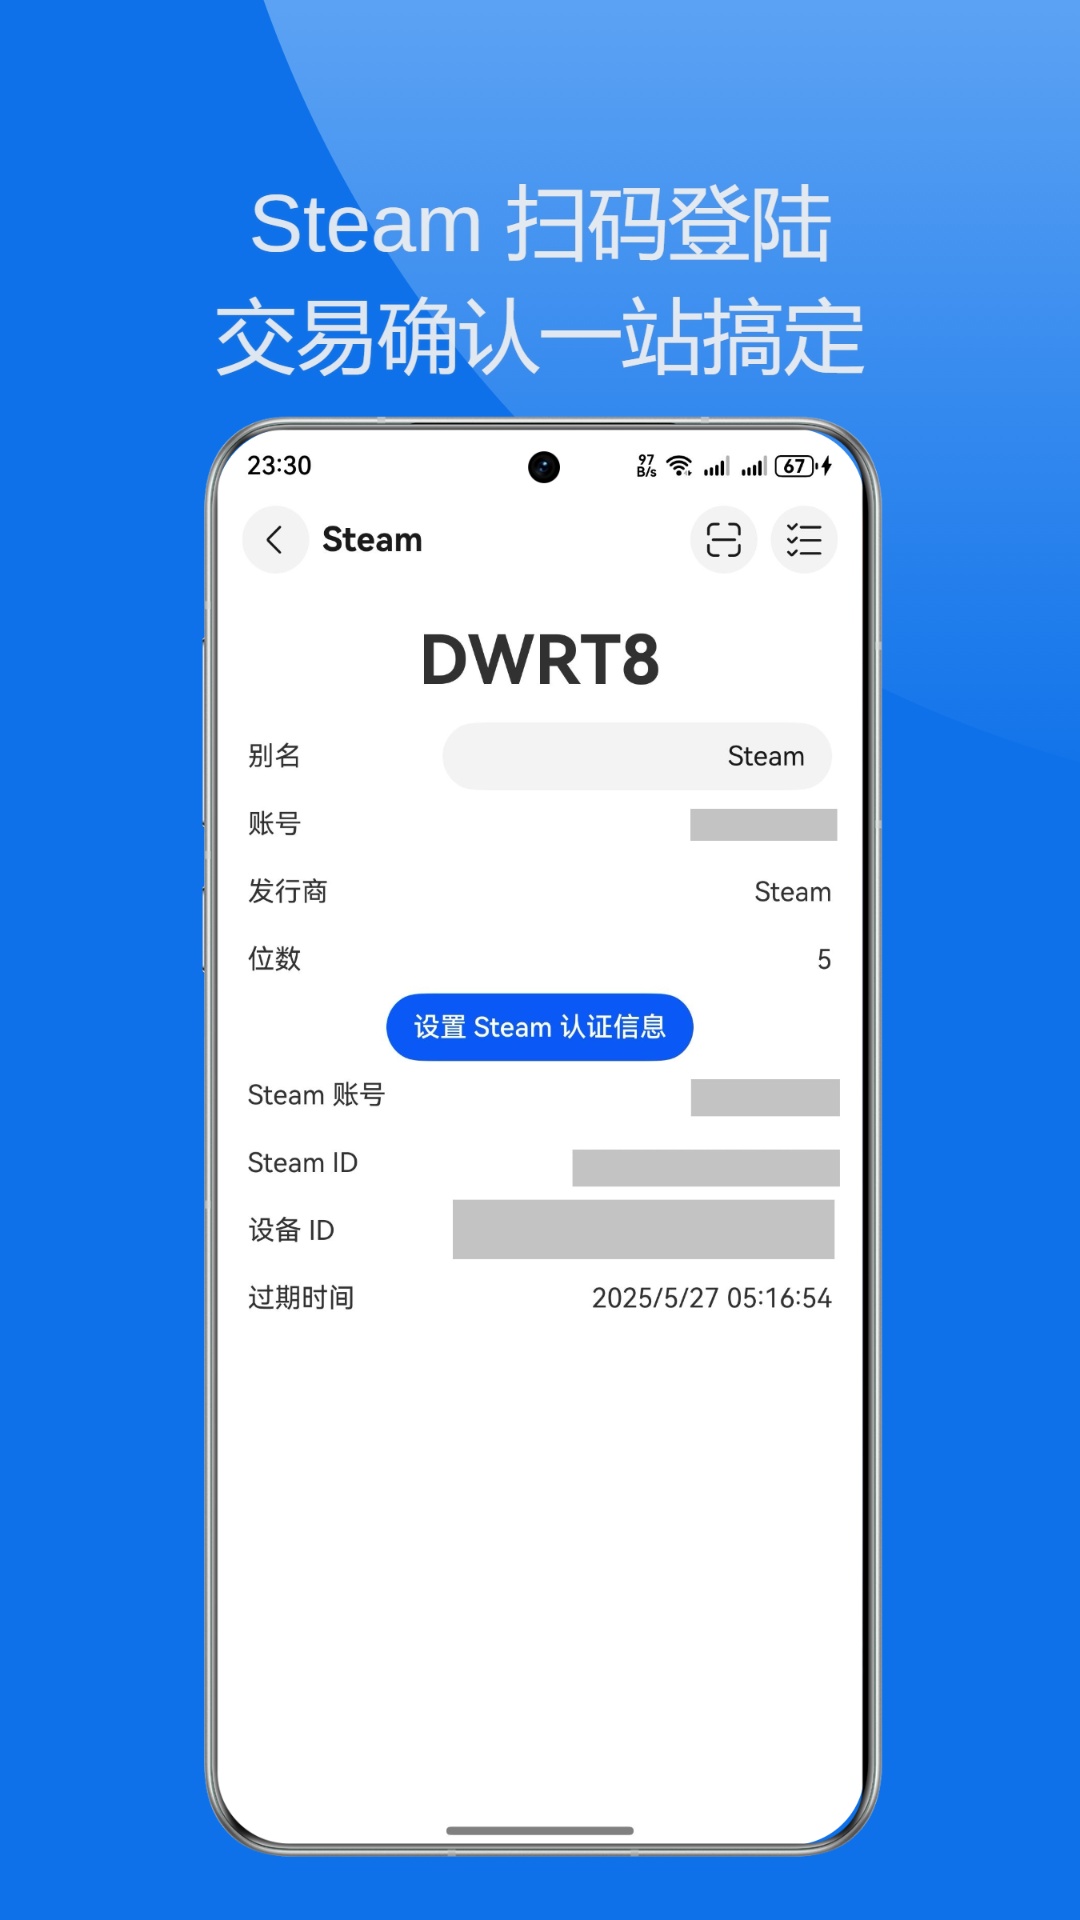 Steam 扫码登陆
交易确认一站搞定
23:30
97 B/s
67
Steam
DWRT8
别名 Steam
账号
发行商 Steam
位数 5
设置 Steam 认证信息
Steam 账号
Steam ID
设备 ID
过期时间 2025/5/27 05:16:54